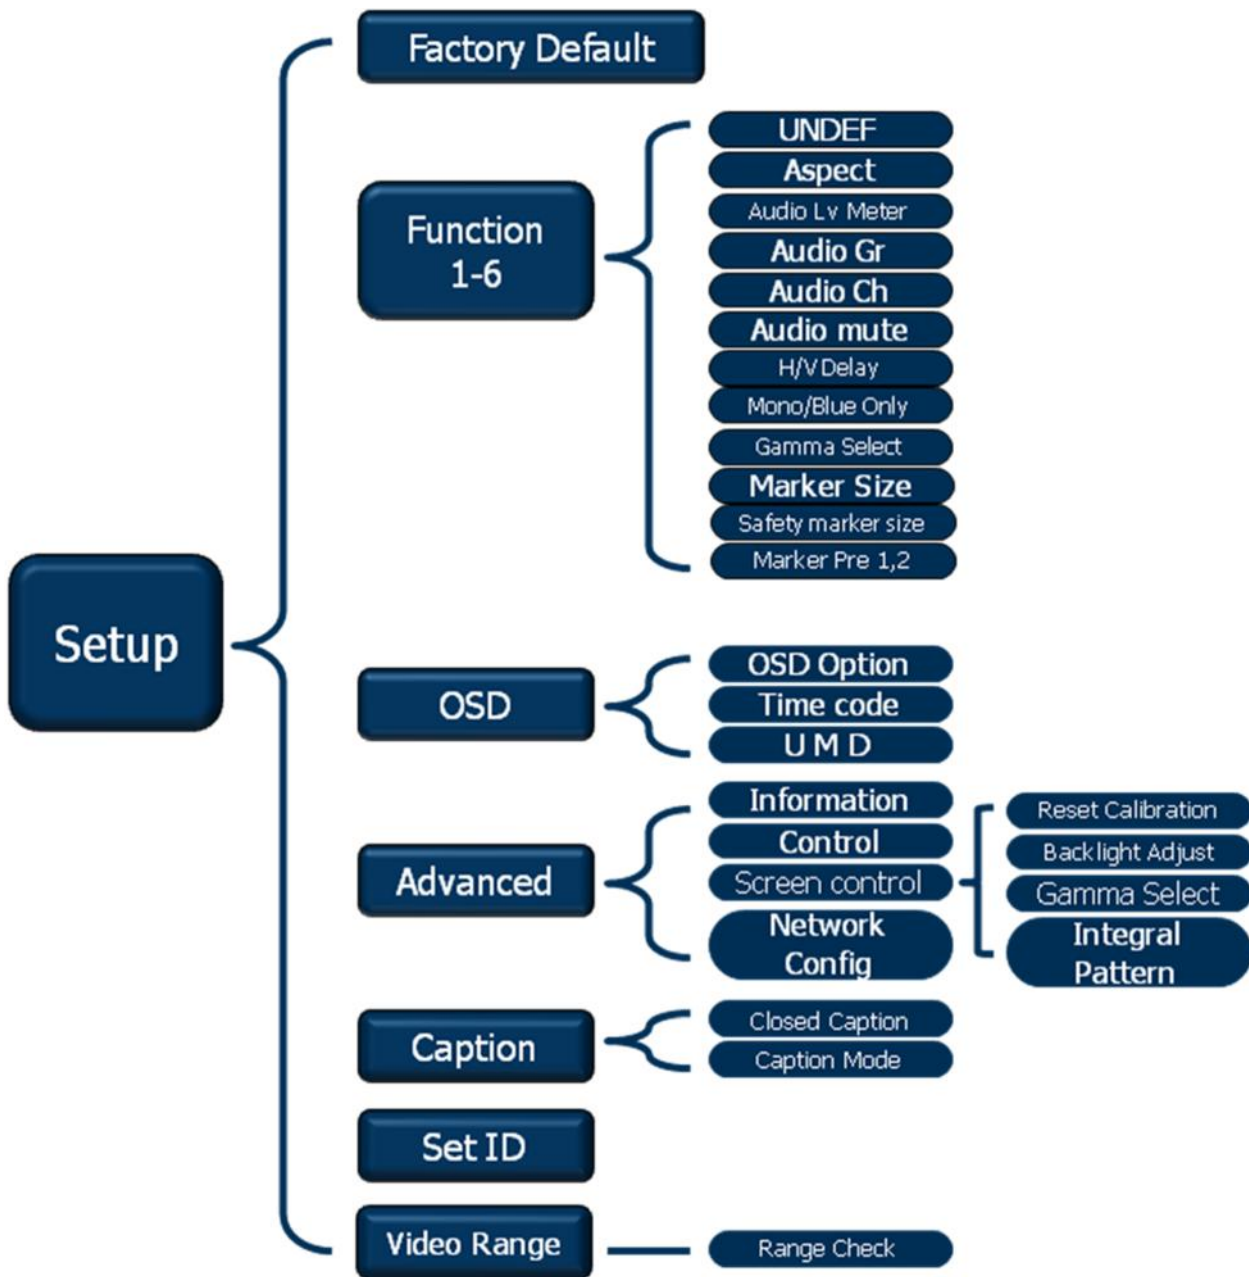 Factory Default
UNDEF
Aspect
Audio Lv Meter
Function
1-6
Audio Gr
Audio Ch
Audio mute
H/V Delay
Mono/Blue Only
Gamma Select
Marker Size
Safety marker size
Marker Pre 1,2
Setup
OSD
OSD Option
Time code
U M D
Advanced
Information
Control
Screen control
Network
Config
Reset Calibration
Backlight Adjust
Gamma Select
Integral
Pattern
Caption
Closed Caption
Caption Mode
Set ID
Video Range
Range Check